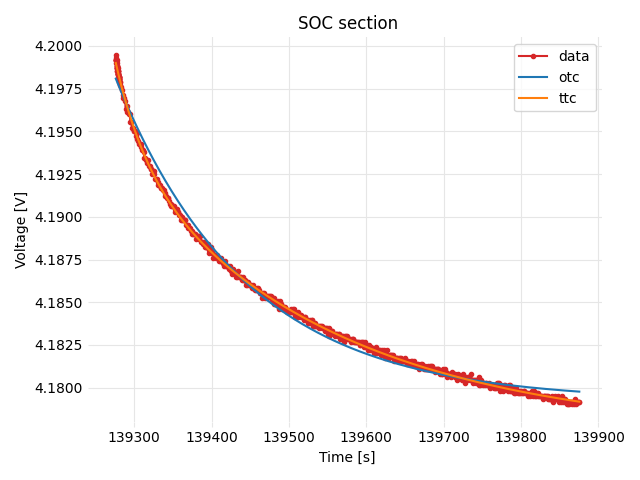 SOC section
data
otc
ttc
Voltage [V]
4.2000
4.1975
4.1950
4.1925
4.1900
4.1875
4.1850
4.1825
4.1800
139300 139400 139500 139600 139700 139800 139900
Time [s]